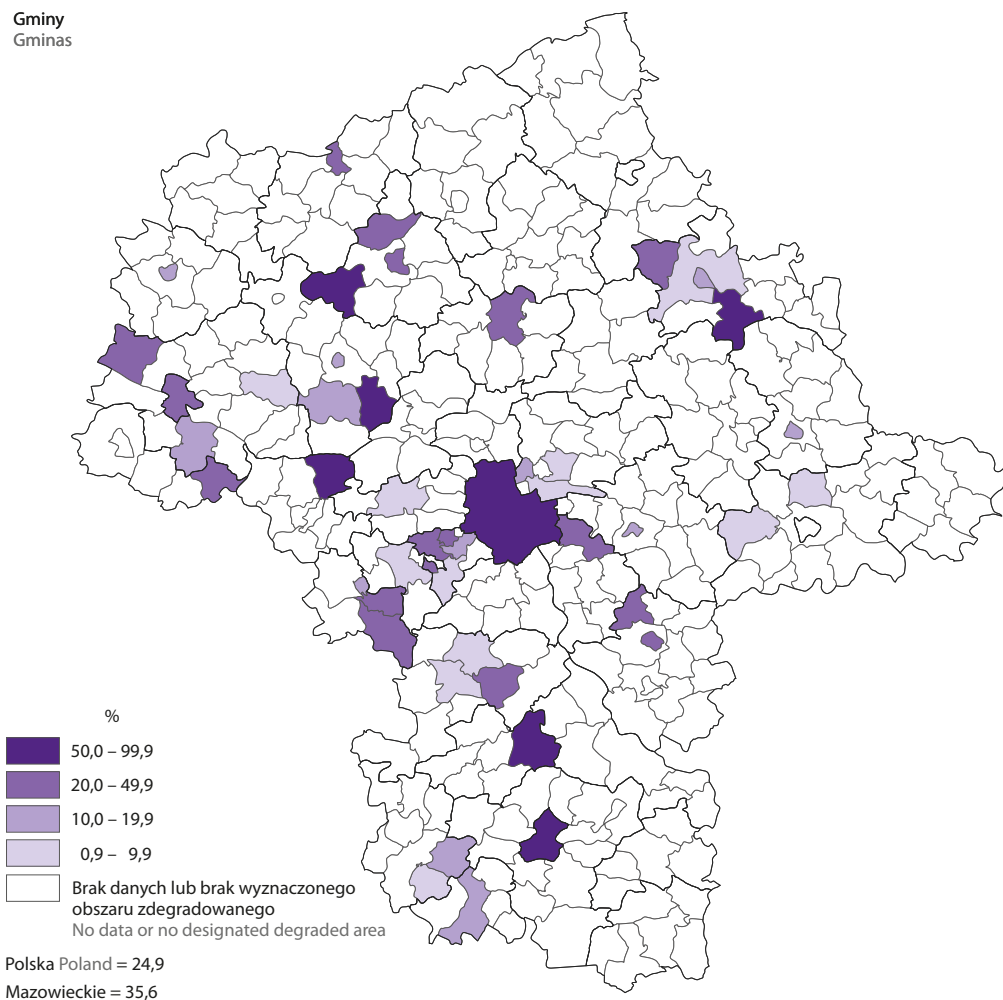 Gminy
Gminas
%
50,0 – 99,9
20,0 – 49,9
10,0 – 19,9
0,9 – 9,9
Brak danych lub brak wyznaczonego
obszaru zdegradowanego
No data or no designated degraded area
Polska Poland = 24,9
Mazowieckie = 35,6